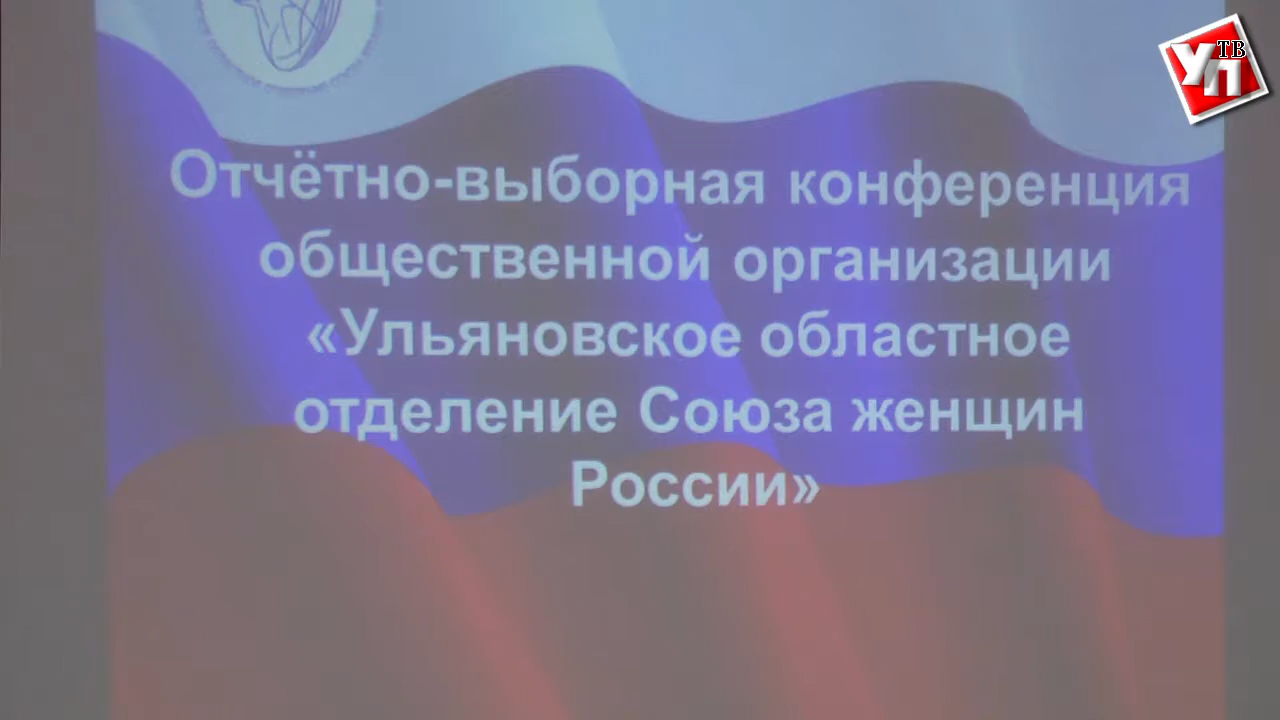 УП ТВ
Отчётно-выборная конференция
общественной организации
«Ульяновское областное
отделение Союза женщин
России»